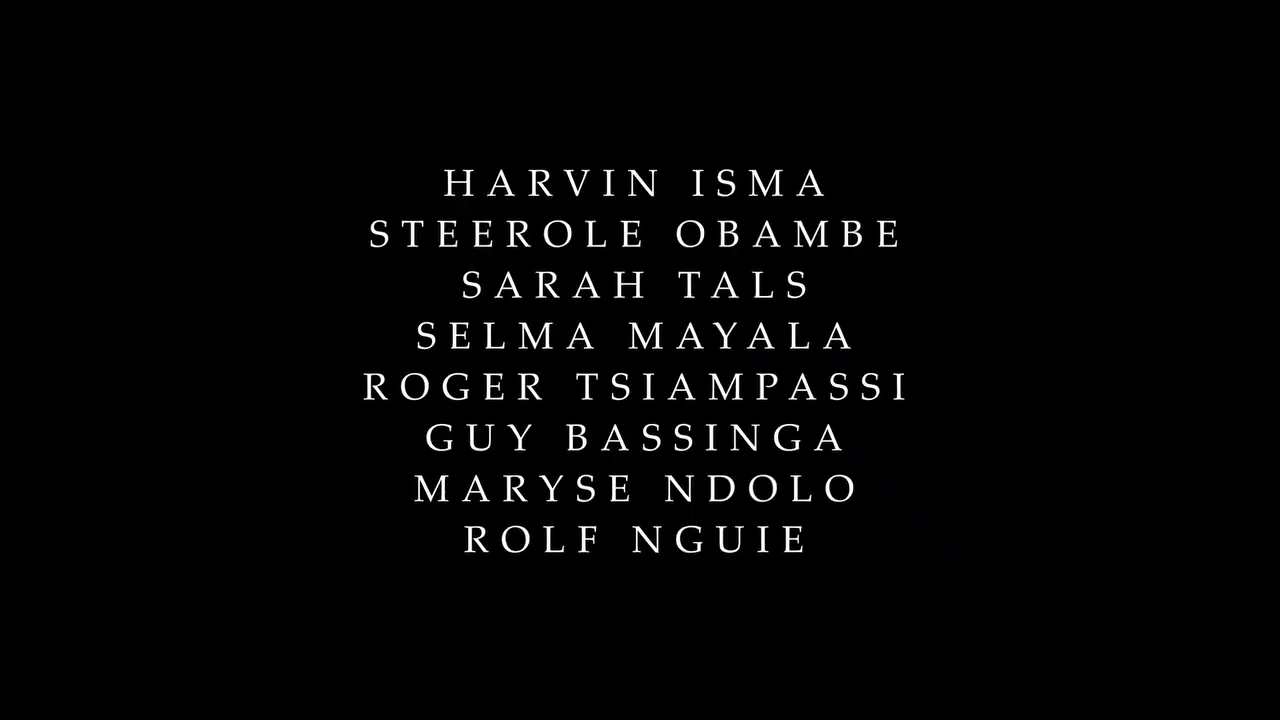 HARVIN ISMA
STEEROLE OBAMBE
SARAH TALS
SELMA MAYALA
ROGER TSIAMPASSI
GUY BASSINGA
MARYSE NDOLO
ROLF NGUIE